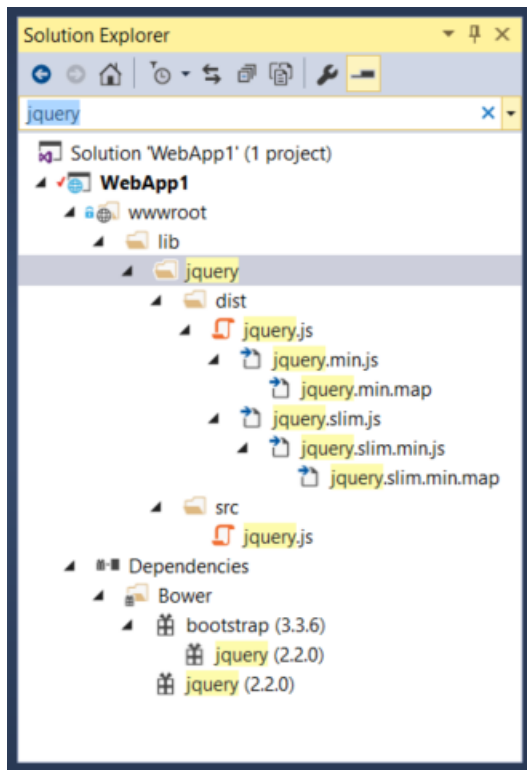 Solution Explorer
jquery
Solution 'WebApp1' (1 project)
WebApp1
wwwroot
lib
jquery
dist
jquery.js
jquery.min.js
jquery.min.map
jquery.slim.js
jquery.slim.min.js
jquery.slim.min.map
src
jquery.js
Dependencies
Bower
bootstrap (3.3.6)
jquery (2.2.0)
jquery (2.2.0)